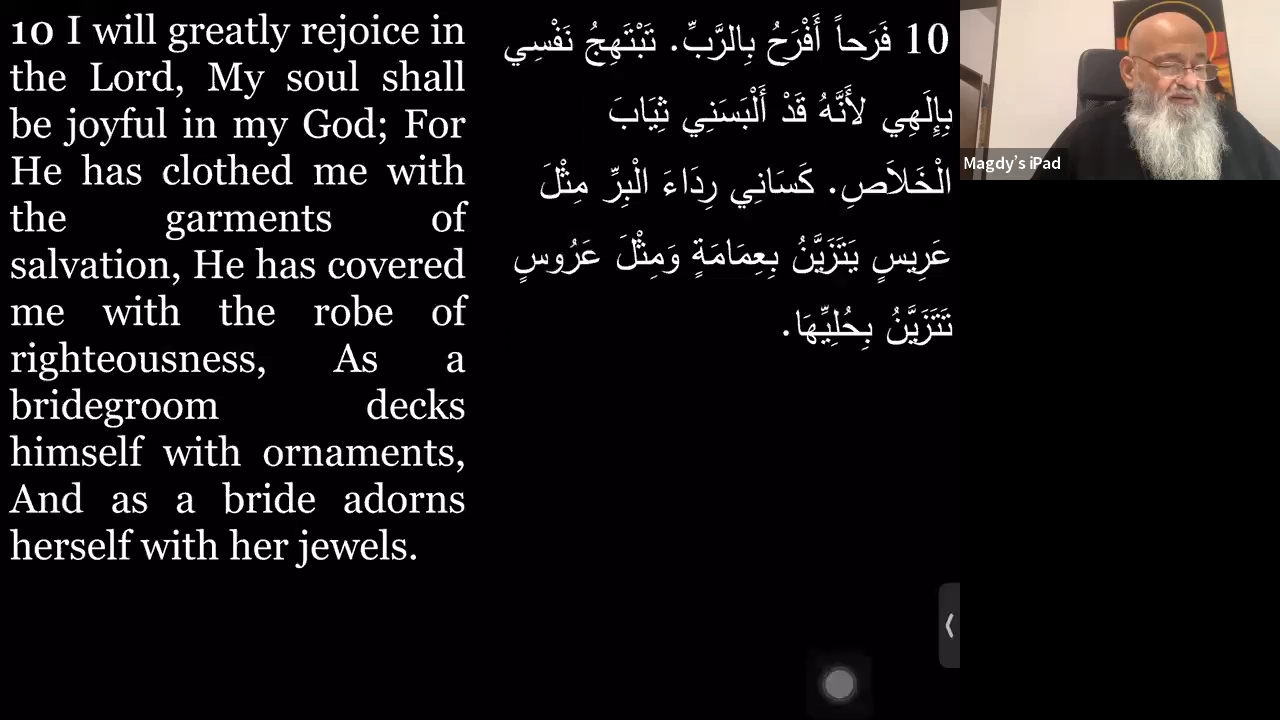 10 I will greatly rejoice in
the Lord, My soul shall
be joyful in my God; For
He has clothed me with
the garments of
salvation, He has covered
me with the robe of
righteousness, As a
bridegroom decks
himself with ornaments,
And as a bride adorns
herself with her jewels.
10 فَرَحاً أَفْرَحُ بِالرَّبِّ. تَبْتَهِجُ نَفْسِي
بِإِلَهِي لأَنَّهُ قَدْ أَلْبَسَنِي ثِيَابَ
الْخَلاَصِ. كَسَانِي رِدَاءَ الْبِرِّ مِثْلَ
عَرِيسٍ يَتَزَيَّنُ بِعِمَامَةٍ وَمِثْلَ عَرُوسٍ
تَتَزَيَّنُ بِحُلِيِّهَا.
Magdy's iPad